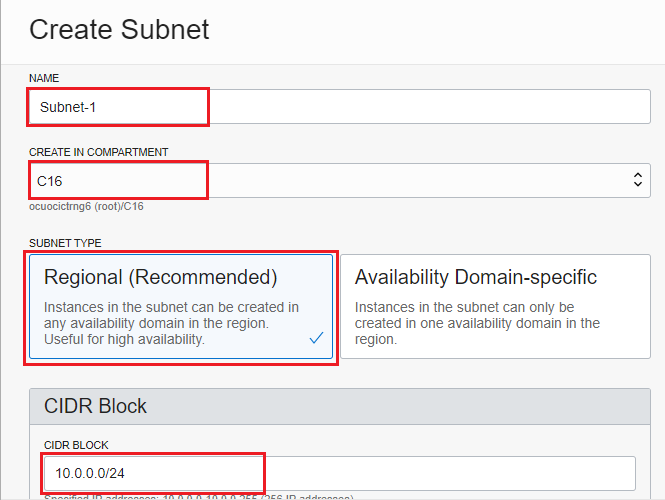 Create Subnet
NAME
Subnet-1
CREATE IN COMPARTMENT
C16
ocuocictrng6 (root)/C16
SUBNET TYPE
Regional (Recommended)
Instances in the subnet can be created in
any availability domain in the region.
Useful for high availability.
Availability Domain-specific
Instances in the subnet can only be
created in one availability domain in the
region.
CIDR Block
CIDR BLOCK
10.0.0.0/24
Specified IP addresses: 10.0.0.0-10.0.0.255 (256 IP addresses)